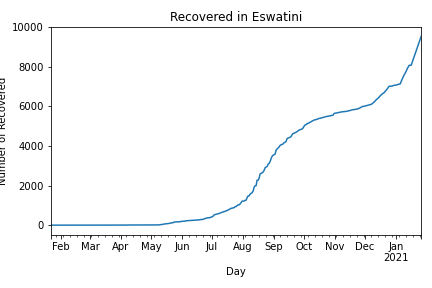 Recovered in Eswatini
Number of Recovered
10000
8000
6000
4000
2000
0
Feb Mar Apr May Jun Jul Aug Sep Oct Nov Dec Jan
2021
Day